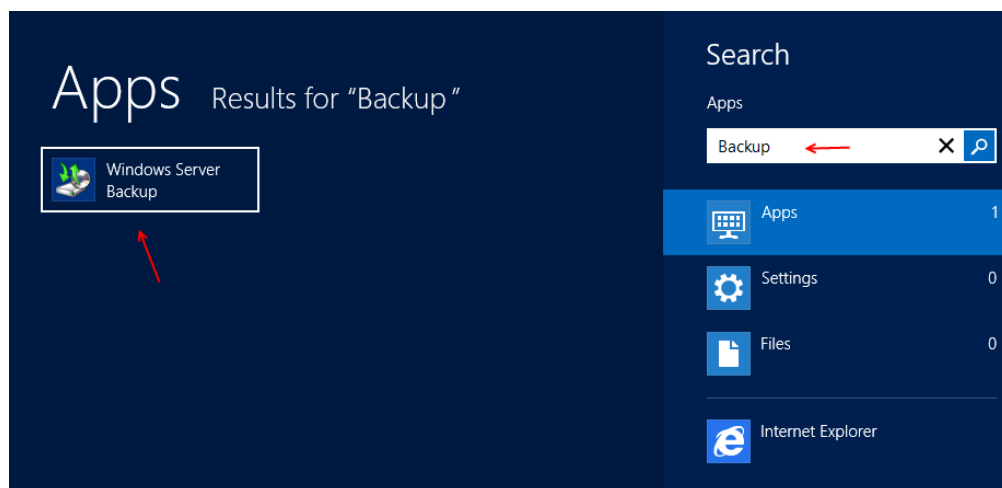 Apps Results for “Backup ”
Windows Server
Backup
Search
Apps
Backup
Apps 1
Settings 0
Files 0
Internet Explorer